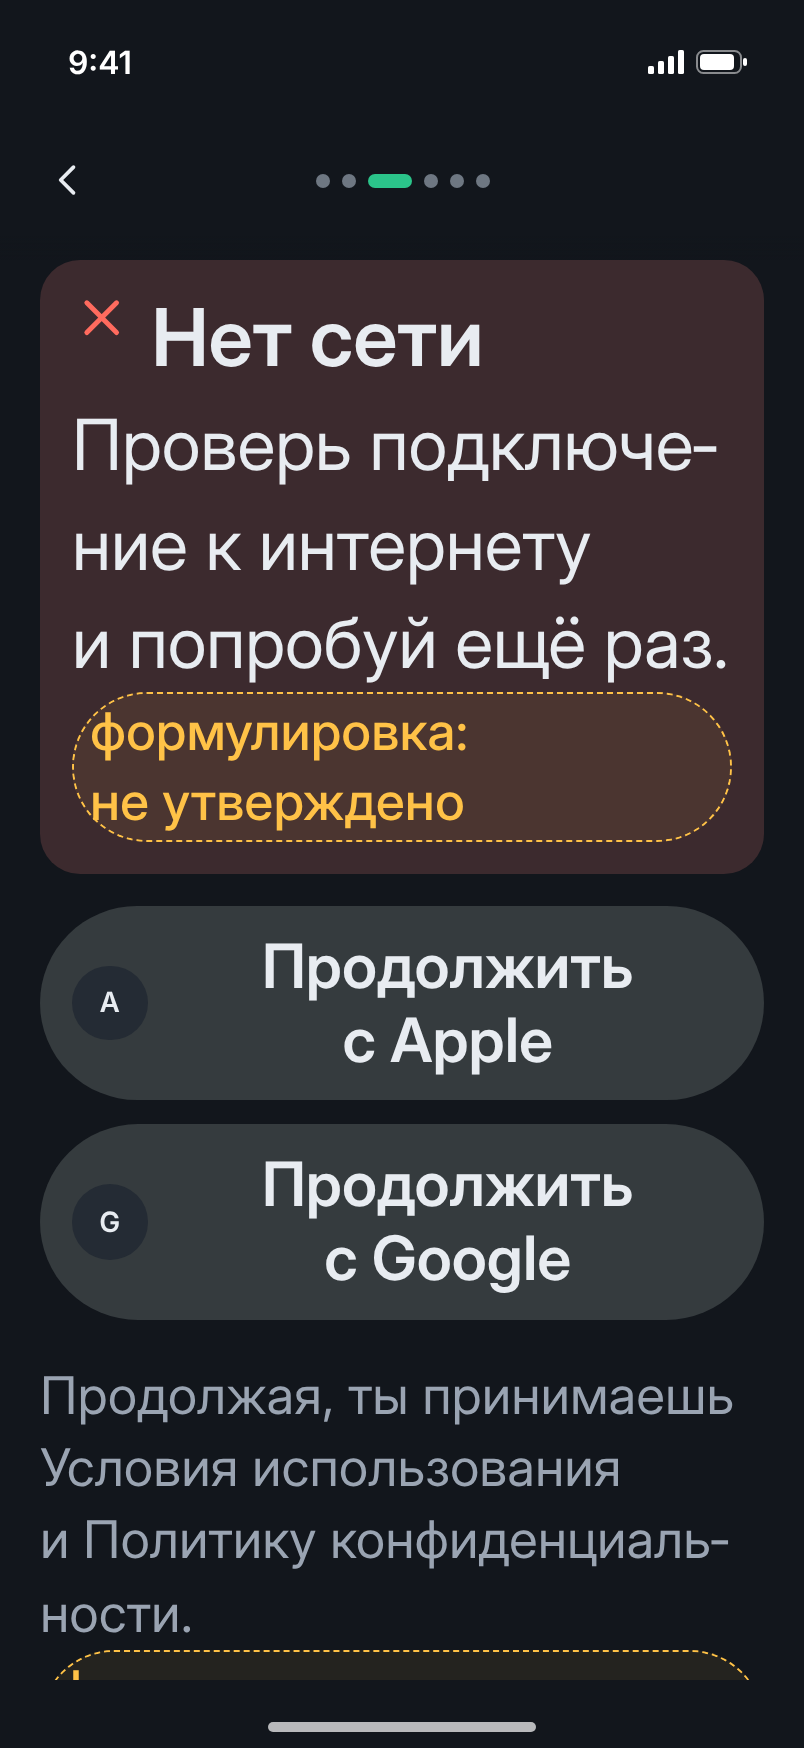 9:41
Нет сети
Проверь подключе-
ние к интернету
и попробуй ещё раз.
формулировка:
не утверждено
A
Продолжить
с Apple
G
Продолжить
с Google
Продолжая, ты принимаешь
Условия использования
и Политику конфиденциаль-
ности.